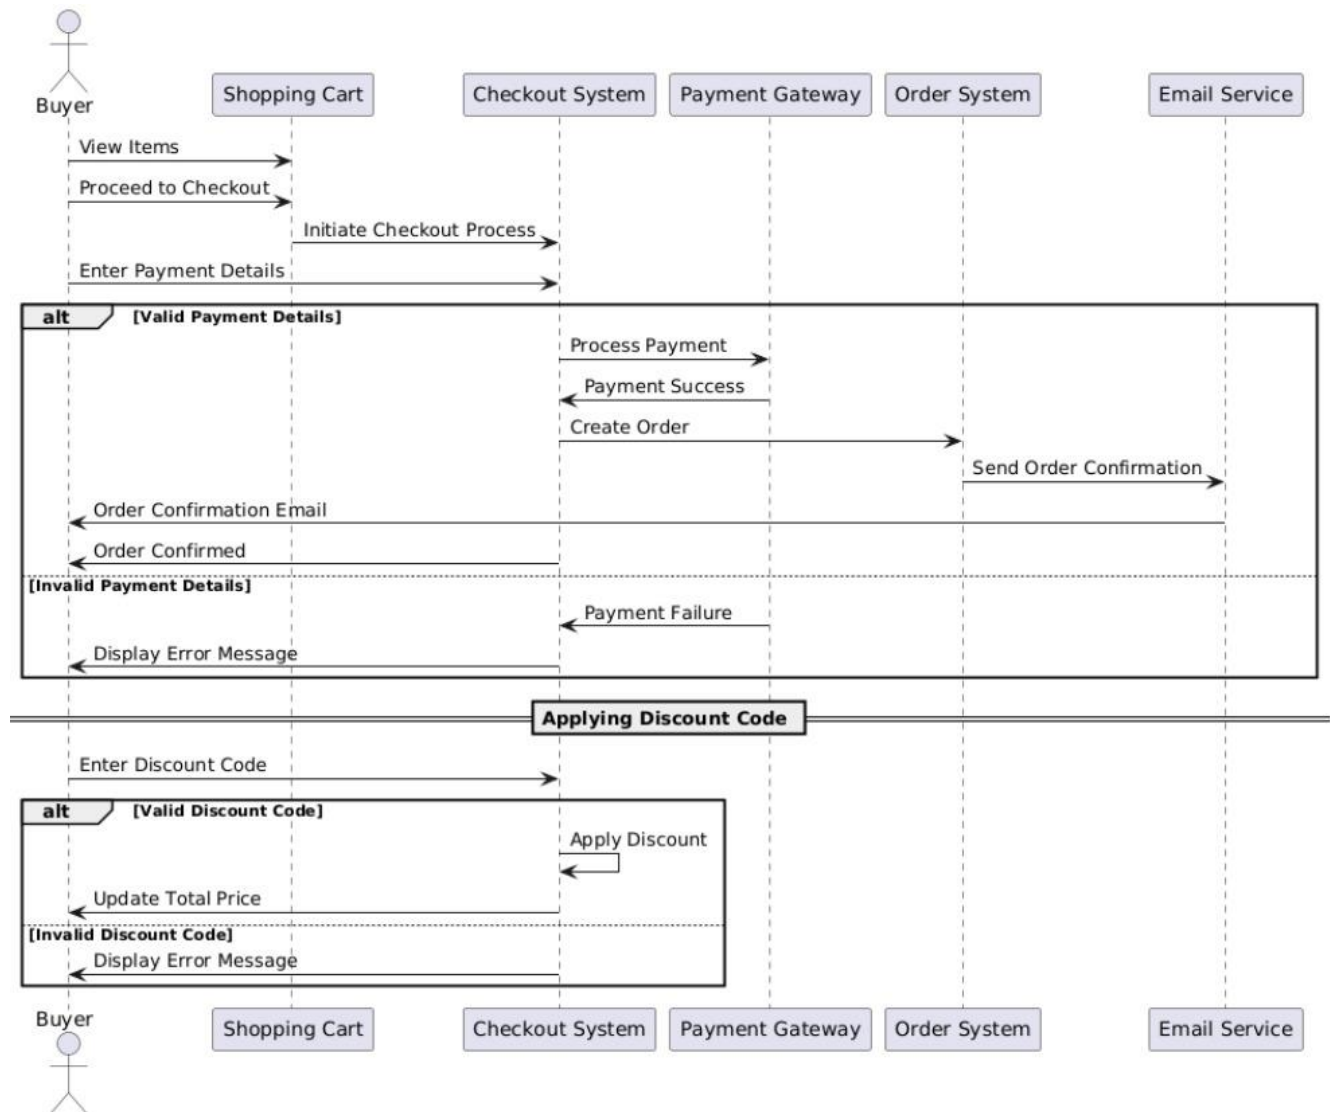 Buyer
Shopping Cart
Checkout System
Payment Gateway
Order System
Email Service
View Items
Proceed to Checkout
Initiate Checkout Process
Enter Payment Details
alt [Valid Payment Details]
Process Payment
Payment Success
Create Order
Send Order Confirmation
Order Confirmation Email
Order Confirmed
[Invalid Payment Details]
Payment Failure
Display Error Message
Applying Discount Code
Enter Discount Code
alt [Valid Discount Code]
Apply Discount
Update Total Price
[Invalid Discount Code]
Display Error Message
Buyer
Shopping Cart
Checkout System
Payment Gateway
Order System
Email Service